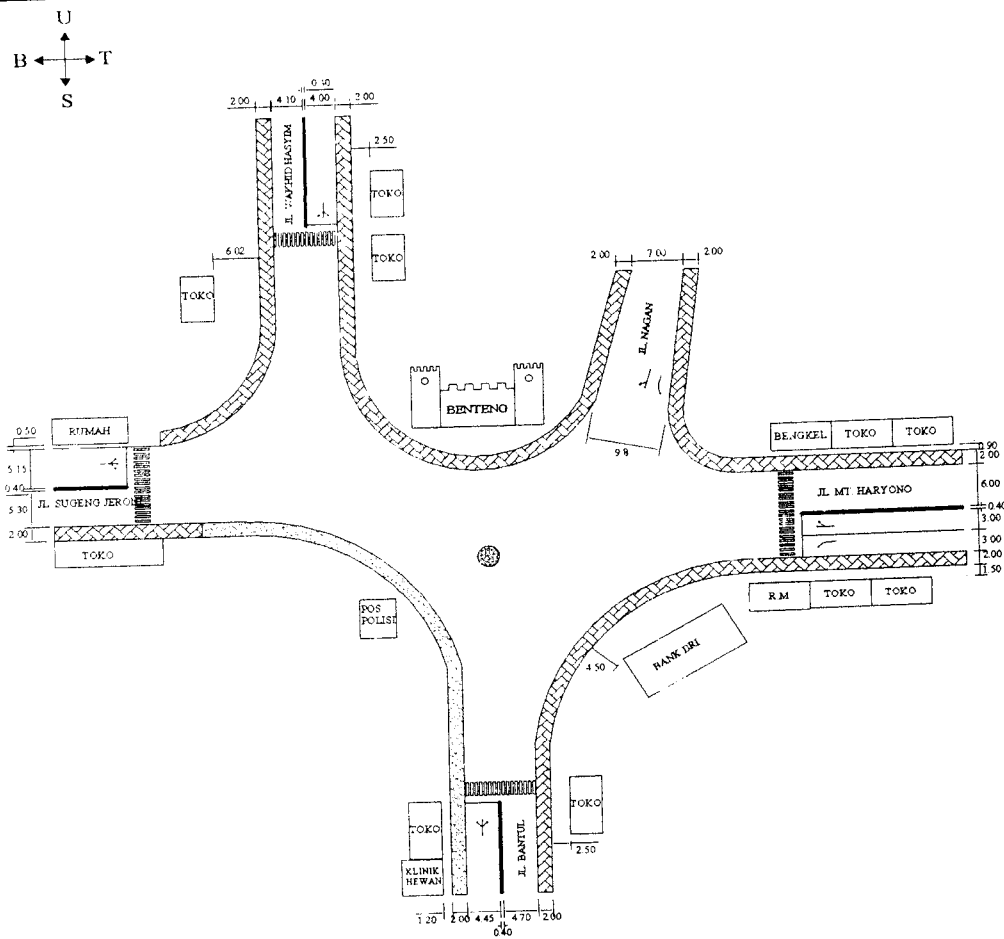 U
B T
S
0.40
2.00 4.10 4.00 2.00
JL. WAKHID HASYIM
2.50
TOKO
TOKO
6.02
TOKO
2.00 7.00 2.00
JL. NAGAN
9.8
BENTENG
0.50
RUMAH
5.15
0.40
JL. SUGENG JERON
5.30
2.00
TOKO
BENGKEL TOKO TOKO
0.90
2.00
JL. MT. HARYONO
6.00
0.40
3.00
3.00
2.00
1.50
R.M TOKO TOKO
POS
POLISI
BANK BRI
4.50
TOKO
TOKO
KLINIK
HEWAN
JL. BANTUL
2.50
1.20 2.00 4.45 4.70 2.00
0.40